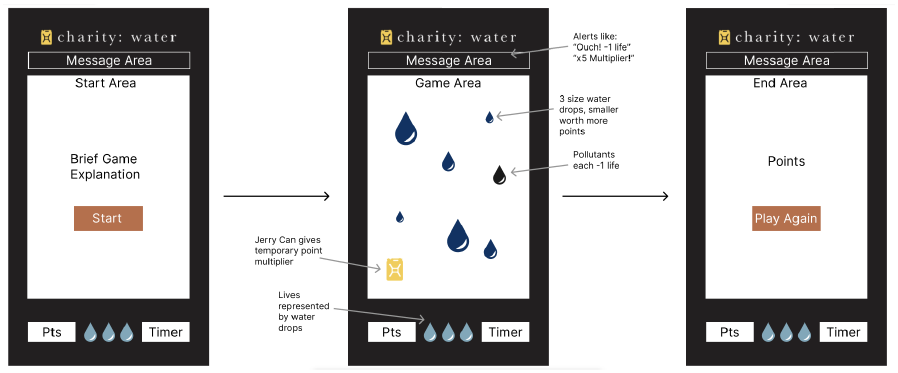 charity: water
Message Area
Start Area
Brief Game
Explanation
Start
Pts
Timer
charity: water
Message Area
Game Area
Pts
Timer
Alerts like:
"Ouch! -1 life"
"x5 Multiplier!"
3 size water
drops, smaller
worth more
points
Pollutants
each -1 life
Jerry Can gives
temporary point
multiplier
Lives
represented
by water
drops
charity: water
Message Area
End Area
Points
Play Again
Pts
Timer